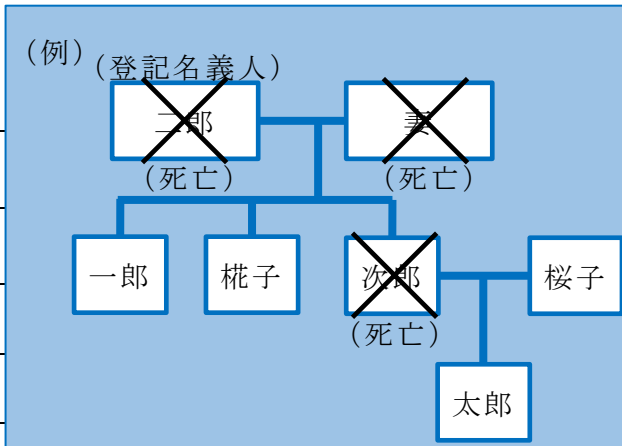 （例）（登記名義人）
二郎 妻
（死亡） （死亡）
一郎 椛子 次郎 桜子
（死亡）
太郎